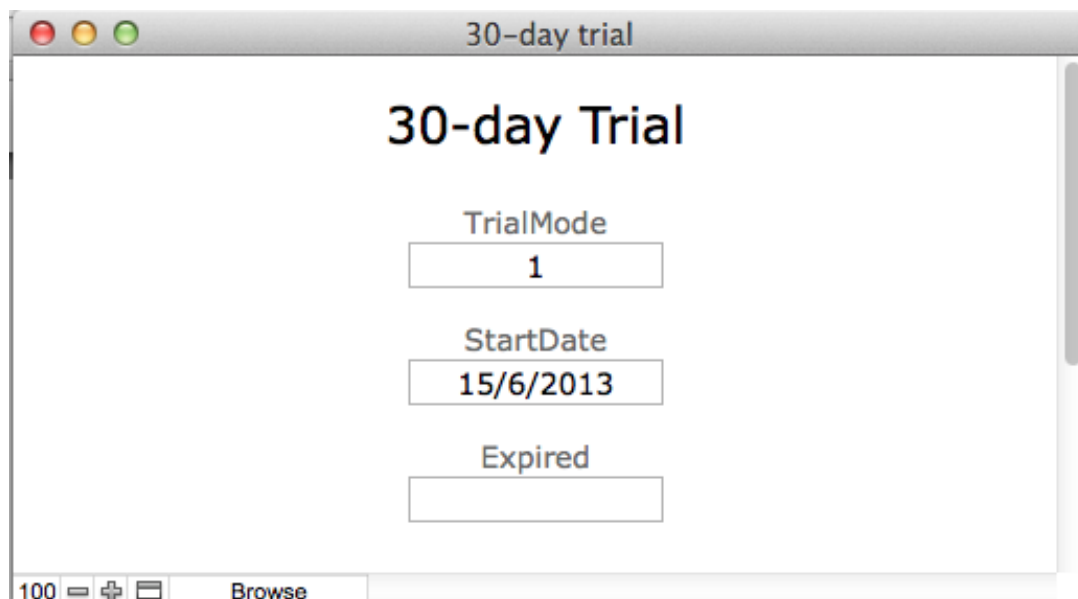 30-day trial
30-day Trial
TrialMode
1
StartDate
15/6/2013
Expired
100 Browse